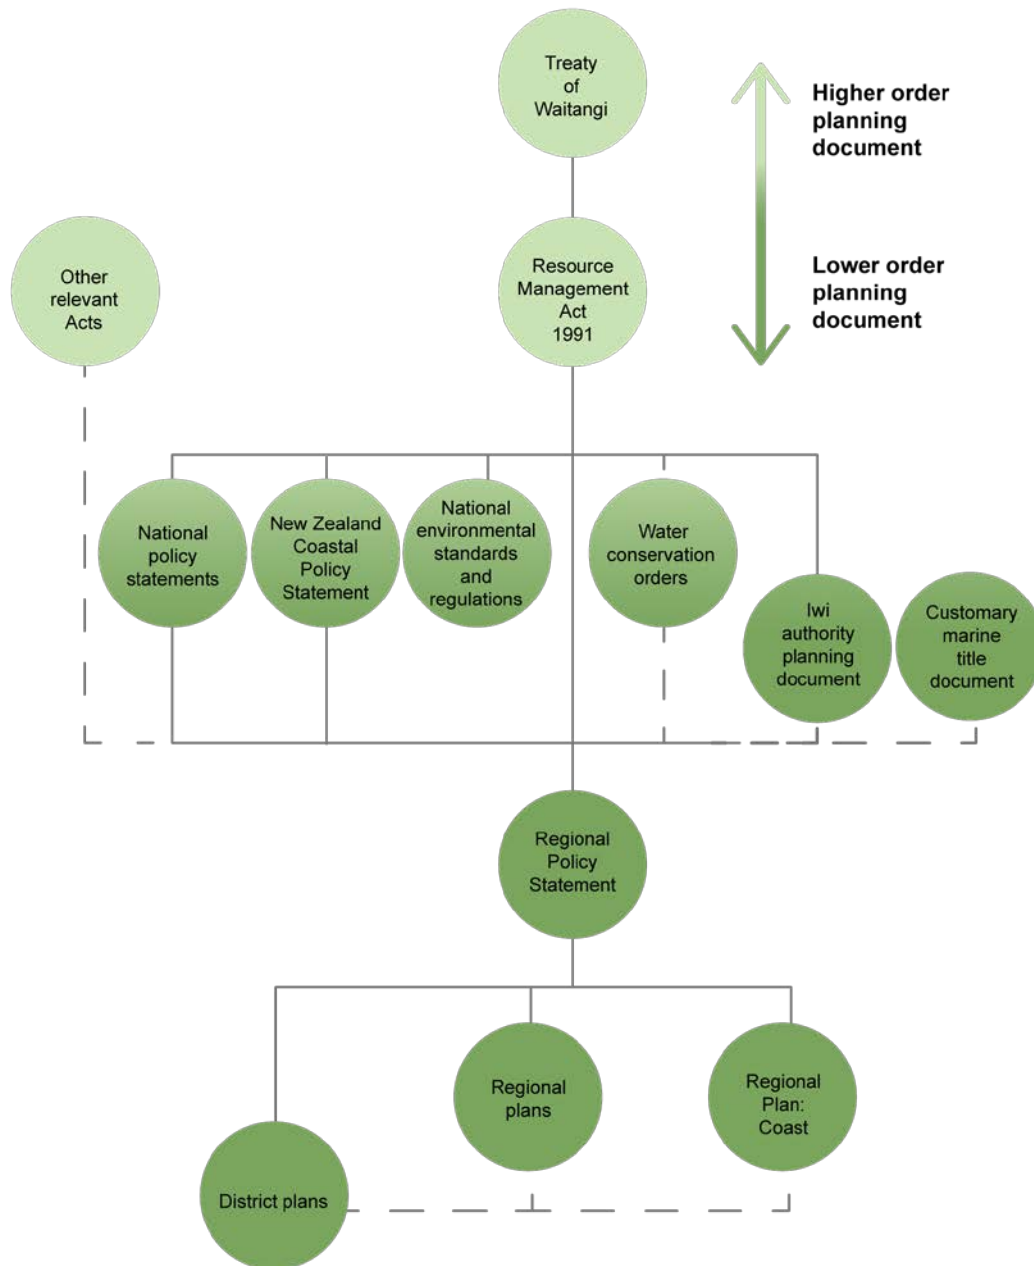 Treaty
of
Waitangi
Higher order
planning
document
Other
relevant
Acts
Resource
Management
Act
1991
Lower order
planning
document
National
policy
statements
New Zealand
Coastal
Policy
Statement
National
environmental
standards
and
regulations
Water
conservation
orders
Iwi
authority
planning
document
Customary
marine
title
document
Regional
Policy
Statement
District plans
Regional
plans
Regional
Plan:
Coast